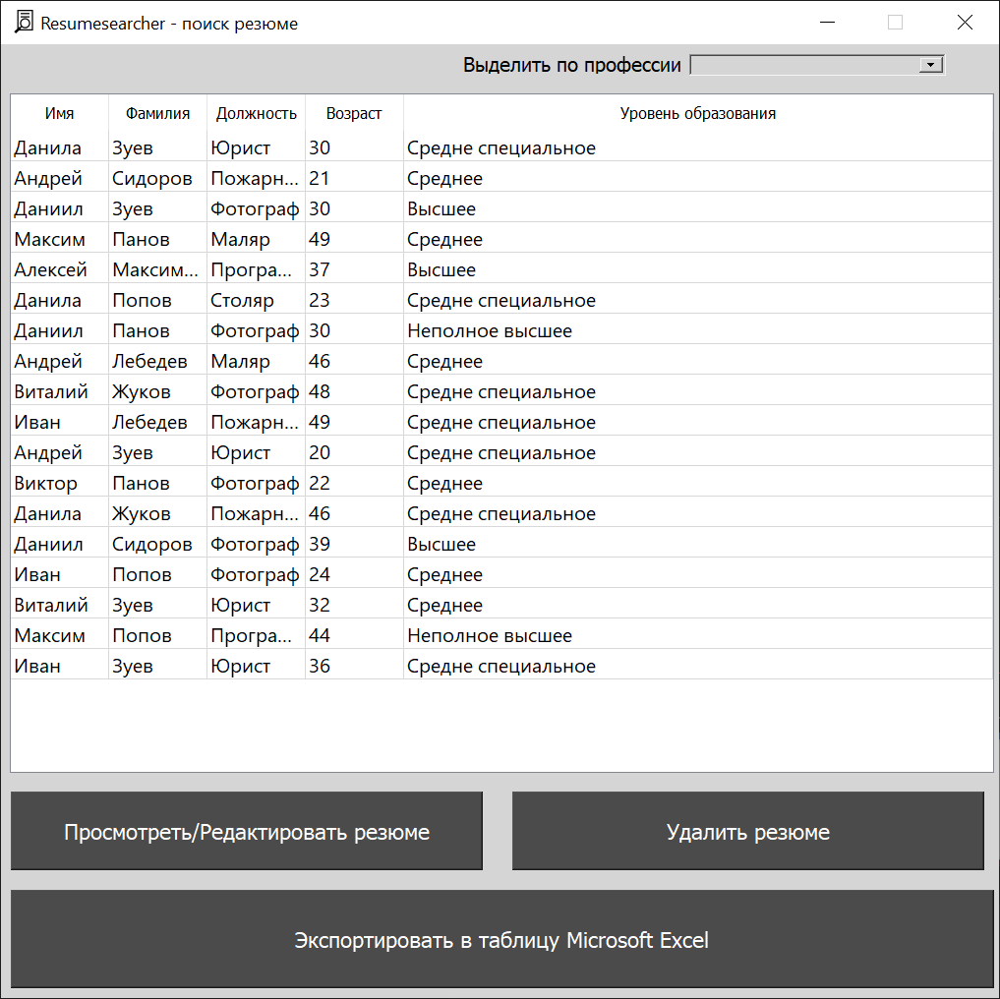 Resumesearcher - поиск резюме
Выделить по профессии
Имя Фамилия Должность Возраст Уровень образования
Данила Зуев Юрист 30 Средне специальное
Андрей Сидоров Пожарн... 21 Среднее
Даниил Зуев Фотограф 30 Высшее
Максим Панов Маляр 49 Среднее
Алексей Максим... Програ... 37 Высшее
Данила Попов Столяр 23 Средне специальное
Даниил Панов Фотограф 30 Неполное высшее
Андрей Лебедев Маляр 46 Среднее
Виталий Жуков Фотограф 48 Средне специальное
Иван Лебедев Пожарн... 49 Средне специальное
Андрей Зуев Юрист 20 Средне специальное
Виктор Панов Фотограф 22 Среднее
Данила Жуков Пожарн... 46 Средне специальное
Даниил Сидоров Фотограф 39 Высшее
Иван Попов Фотограф 24 Среднее
Виталий Зуев Юрист 32 Среднее
Максим Попов Програ... 44 Неполное высшее
Иван Зуев Юрист 36 Средне специальное
Просмотреть/Редактировать резюме Удалить резюме
Экспортировать в таблицу Microsoft Excel